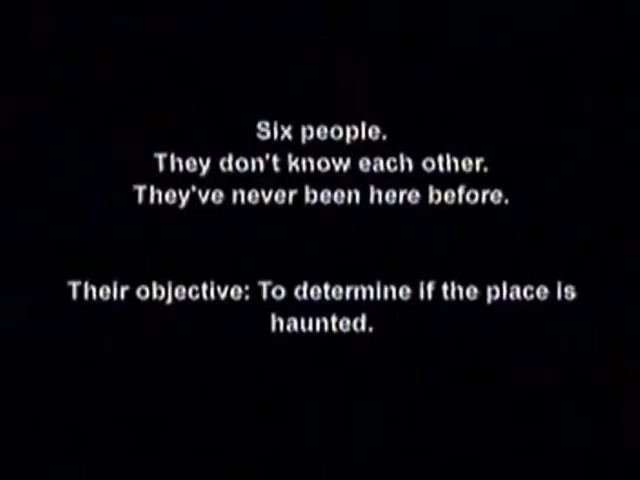 Six people.
They don't know each other.
They've never been here before.
Their objective: To determine if the place is
haunted.